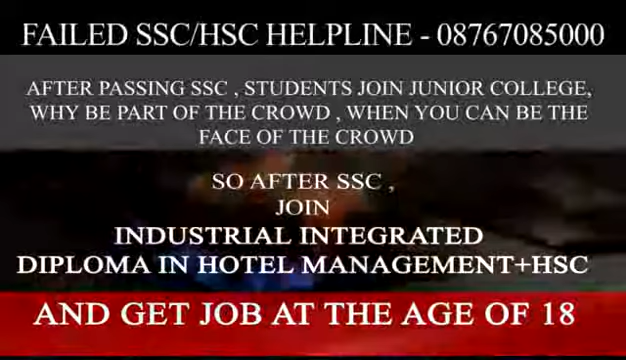 FAILED SSC/HSC HELPLINE - 08767085000
AFTER PASSING SSC , STUDENTS JOIN JUNIOR COLLEGE,
WHY BE PART OF THE CROWD , WHEN YOU CAN BE THE
FACE OF THE CROWD
SO AFTER SSC ,
JOIN
INDUSTRIAL INTEGRATED
DIPLOMA IN HOTEL MANAGEMENT+HSC
AND GET JOB AT THE AGE OF 18